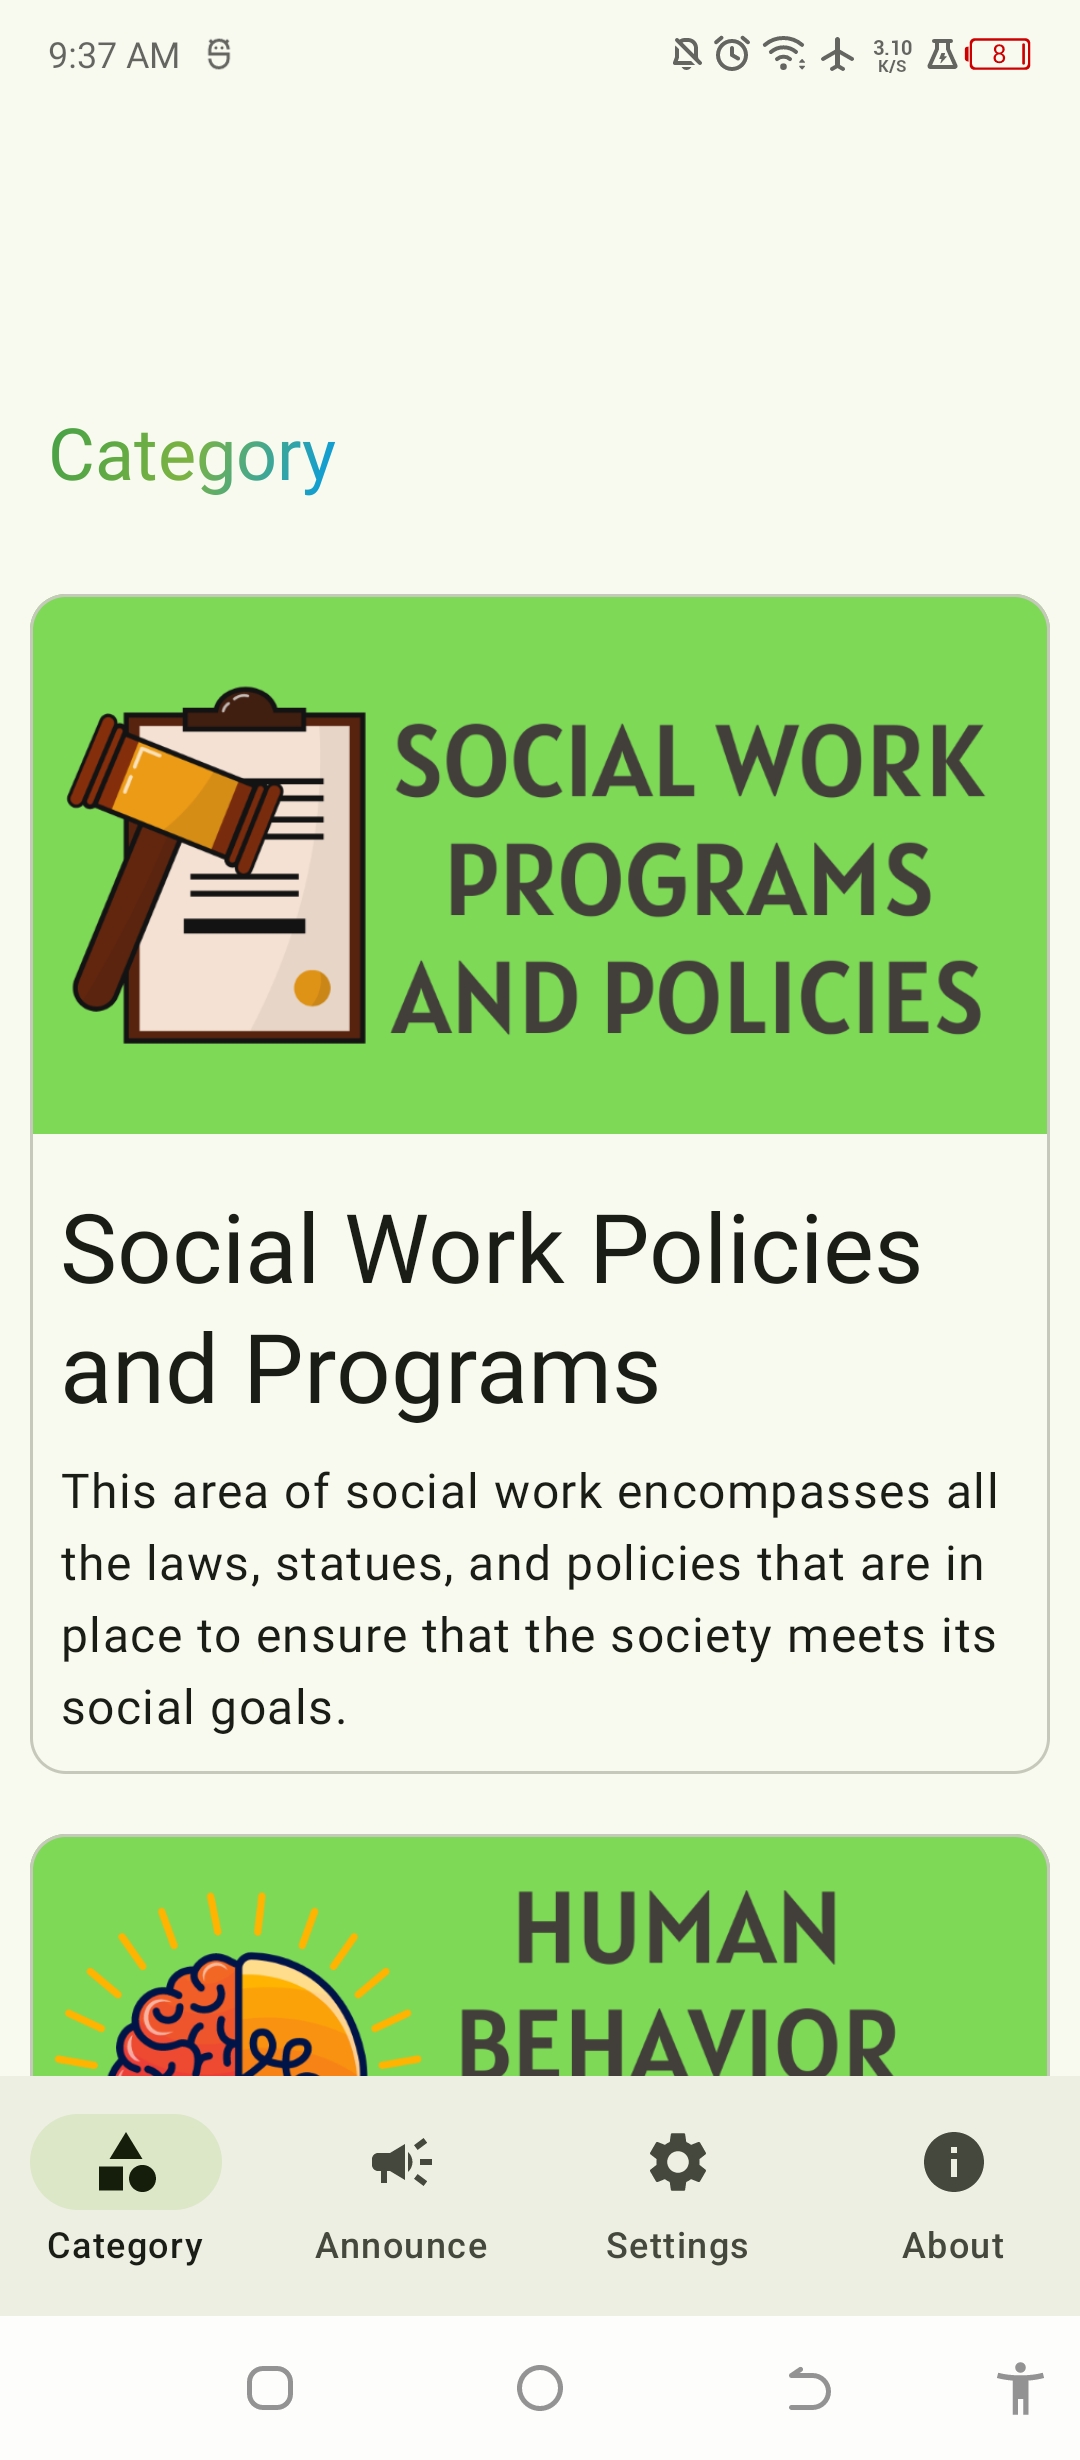 9:37 AM
3.10
K/S
8
Category
SOCIAL WORK
PROGRAMS
AND POLICIES
Social Work Policies
and Programs
This area of social work encompasses all
the laws, statues, and policies that are in
place to ensure that the society meets its
social goals.
HUMAN
BEHAVIOR
Category Announce Settings About